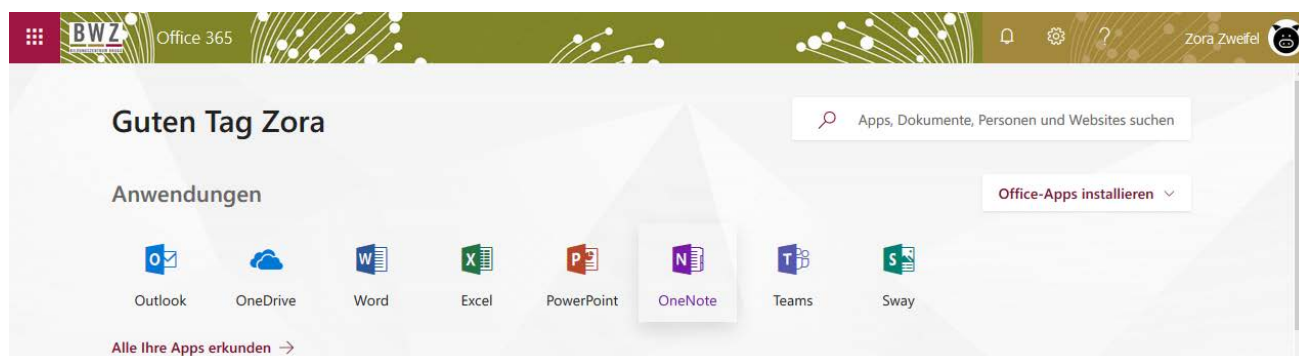 BWZ
Office 365
?
Zora Zweifel
Guten Tag Zora
Apps, Dokumente, Personen und Websites suchen
Anwendungen
Office-Apps installieren
Outlook
OneDrive
Word
Excel
PowerPoint
OneNote
Teams
Sway
Alle Ihre Apps erkunden →